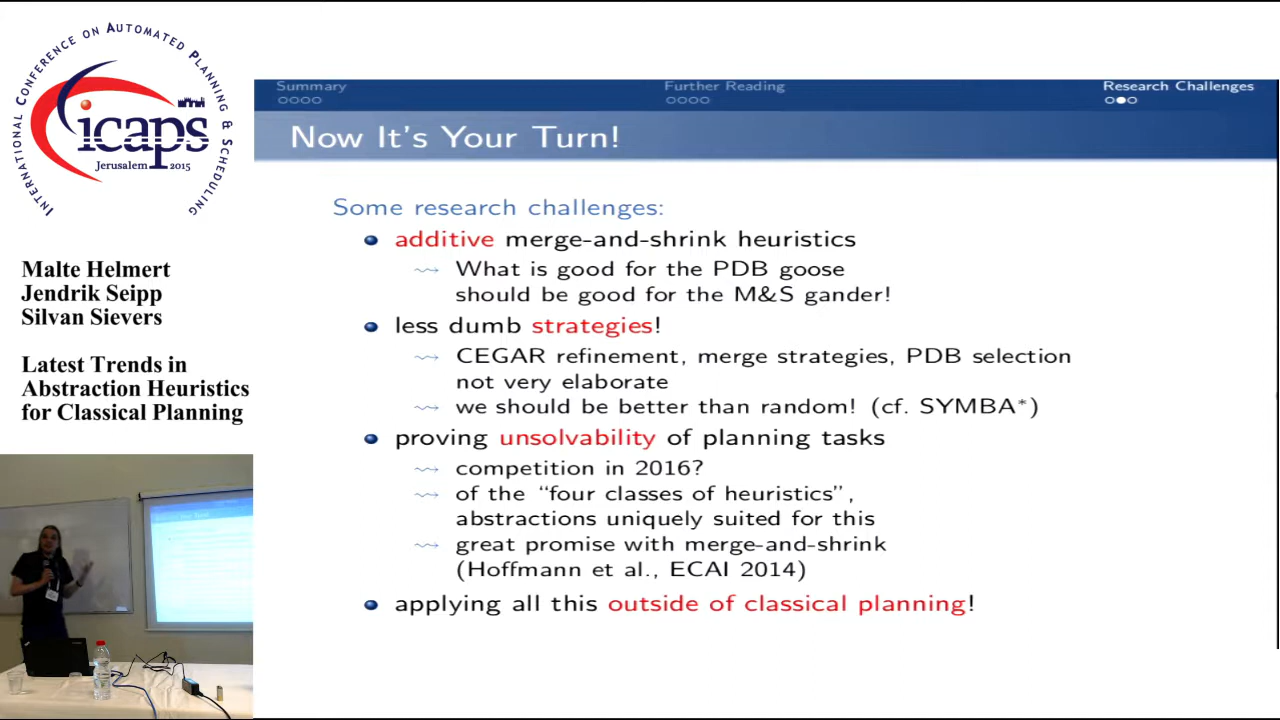 INTERNATIONAL CONFERENCE ON AUTOMATED PLANNING & SCHEDULING
icaps
Jerusalem 2015
Malte Helmert
Jendrik Seipp
Silvan Sievers
Latest Trends in
Abstraction Heuristics
for Classical Planning
Summary
Further Reading
Research Challenges
Now It's Your Turn!
Some research challenges:
additive merge-and-shrink heuristics
⇝ What is good for the PDB goose
should be good for the M&S gander!
less dumb strategies!
⇝ CEGAR refinement, merge strategies, PDB selection
not very elaborate
⇝ we should be better than random! (cf. SYMBA*)
proving unsolvability of planning tasks
⇝ competition in 2016?
⇝ of the “four classes of heuristics”,
abstractions uniquely suited for this
⇝ great promise with merge-and-shrink
(Hoffmann et al., ECAI 2014)
applying all this outside of classical planning!